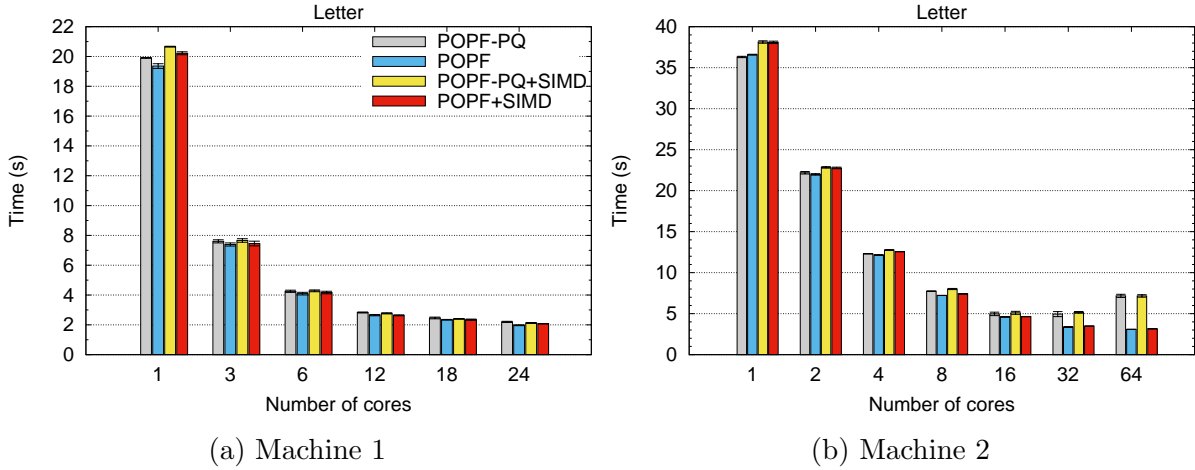 Letter
22
20
18
16
14
12
10
8
6
4
2
0
Time (s)
POPF-PQ
POPF
POPF-PQ+SIMD
POPF+SIMD
1 3 6 12 18 24
Number of cores
(a) Machine 1
Letter
40
35
30
25
20
15
10
5
0
Time (s)
1 2 4 8 16 32 64
Number of cores
(b) Machine 2